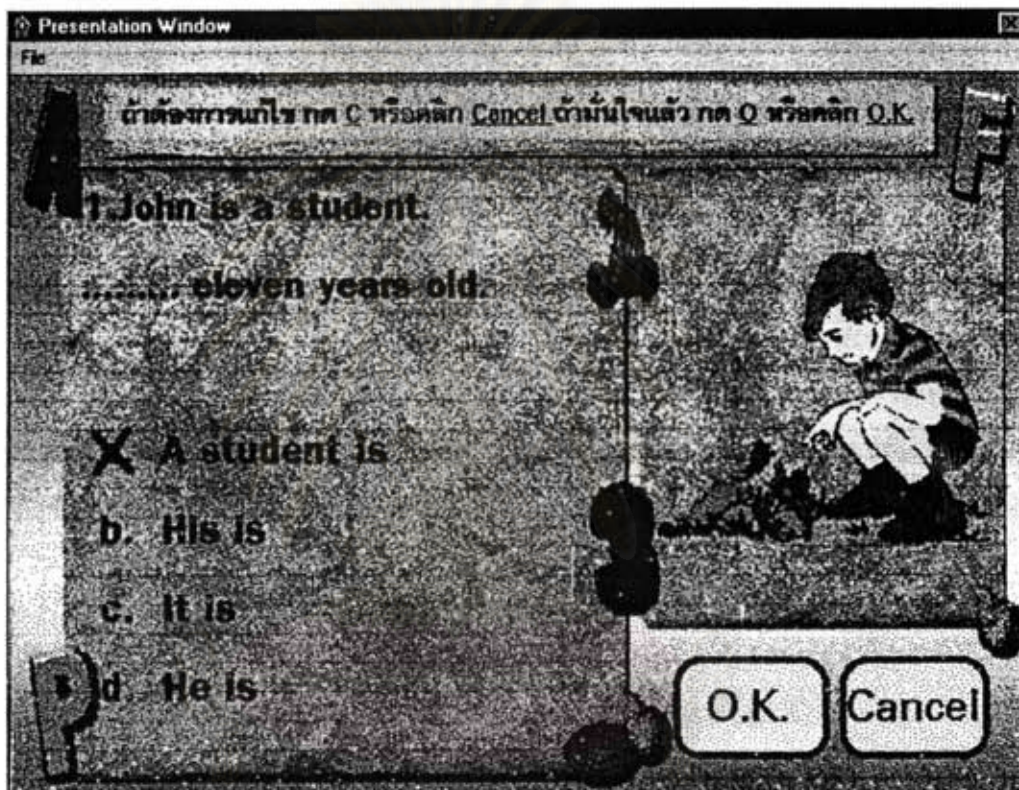 Presentation Window
File
ถ้าต้องการแก้ไข กด C หรือคลิก Cancel ถ้ามั่นใจแล้ว กด O หรือคลิก O.K.
1.John is a student.
......... eleven years old.
X A student is
b. His is
c. It is
d. He is
O.K. Cancel